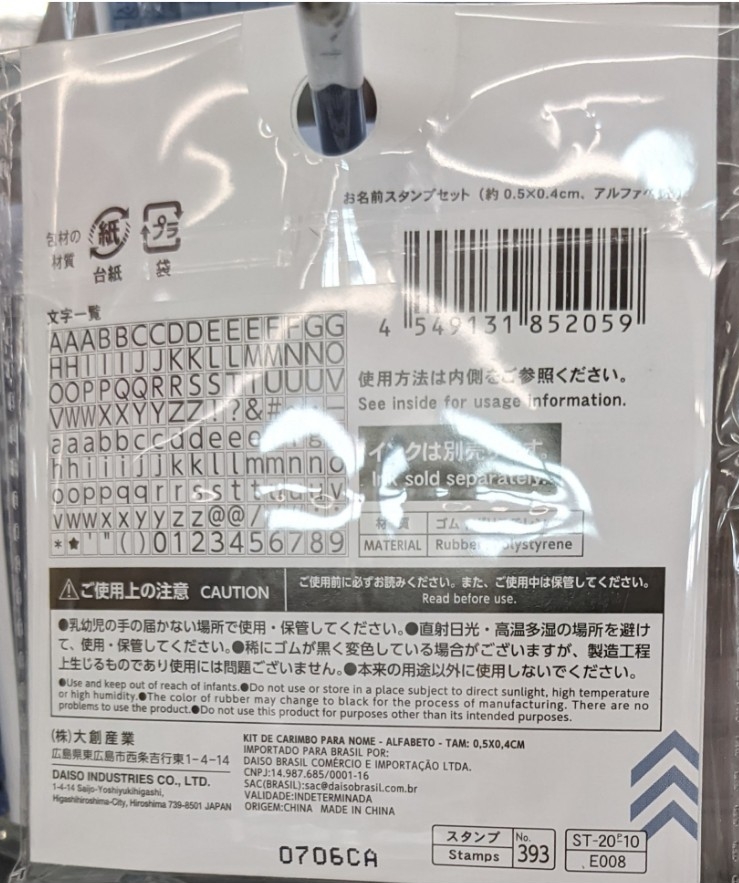 お名前スタンプセット（約 0.5×0.4cm、アルファベット）
包材の
材質
紙
台紙
プラ
袋
4 549131 852059
文字一覧
AAABBCCDDEEEFFGG
HHIIIJJKKLLMMNNO
OOPPQQRRSSTTUUUV
VWWXXYYZZ!?&#
aaabbccddeee
hhiiijjkkllmmnno
ooppqqrrssttuuuv
vwwxxyyzz@@/
*★'"()0123456789
使用方法は内側をご参照ください。
See inside for usage information.
インクは別売りです。
Ink sold separately.
材質 ゴム
MATERIAL Rubber Polystyrene
⚠ご使用上の注意 CAUTION
ご使用前に必ずお読みください。また、ご使用中は保管してください。
Read before use.
●乳幼児の手の届かない場所で使用・保管してください。●直射日光・高温多湿の場所を避け
て、使用・保管してください。●稀にゴムが黒く変色している場合がございますが、製造工程
上生じるものであり使用には問題ございません。●本来の用途以外に使用しないでください。
●Use and keep out of reach of infants.●Do not use or store in a place subject to direct sunlight, high temperature
or high humidity.●The color of rubber may change to black for the process of manufacturing. There are no
problems to use the product.●Do not use this product for purposes other than its intended purposes.
(株)大創産業
広島県東広島市西条吉行東1-4-14
DAISO INDUSTRIES CO., LTD.
1-4-14 Saijo-Yoshiyukihigashi,
Higashihiroshima-City, Hiroshima 739-8501 JAPAN
KIT DE CARIMBO PARA NOME - ALFABETO - TAM: 0,5X0,4CM
IMPORTADO PARA BRASIL POR:
DAISO BRASIL COMÉRCIO E IMPORTAÇÃO LTDA.
CNPJ:14.987.685/0001-16
SAC(BRASIL):sac@daisobrasil.com.br
VALIDADE:INDETERMINADA
ORIGEM:CHINA MADE IN CHINA
0706CA
スタンプ
Stamps
No.
393
ST-20P10
E008